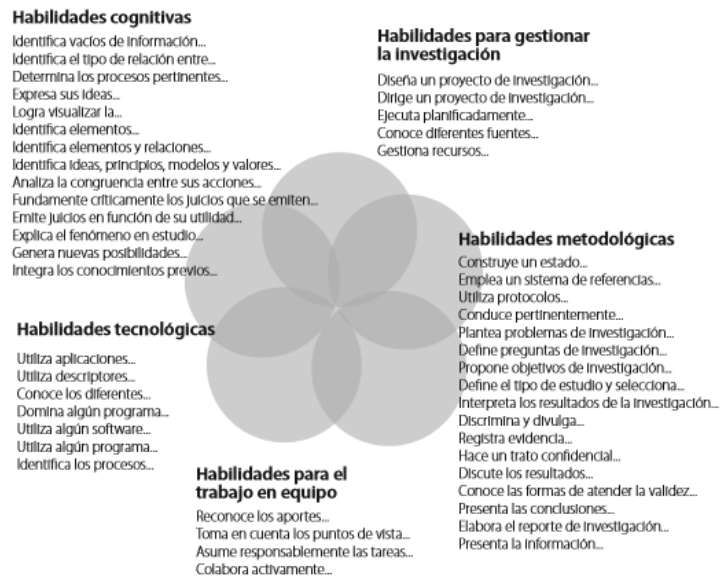 Habilidades cognitivas
Identifica vacíos de información...
Identifica el tipo de relación entre...
Determina los procesos pertinentes...
Expresa sus ideas...
Logra visualizar la...
Identifica elementos...
Identifica elementos y relaciones...
Identifica ideas, principios, modelos y valores...
Analiza la congruencia entre sus acciones...
Fundamente críticamente los juicios que se emiten...
Emite juicios en función de su utilidad...
Explica el fenómeno en estudio...
Genera nuevas posibilidades...
Integra los conocimientos previos...
Habilidades para gestionar
la investigación
Diseña un proyecto de investigación...
Dirige un proyecto de investigación...
Ejecuta planificadamente...
Conoce diferentes fuentes...
Gestiona recursos...
Habilidades metodológicas
Construye un estado...
Emplea un sistema de referencias...
Utiliza protocolos...
Conduce pertinentemente...
Plantea problemas de investigación...
Define preguntas de investigación...
Propone objetivos de investigación...
Define el tipo de estudio y selecciona...
Interpreta los resultados de la investigación...
Discrimina y divulga...
Registra evidencia...
Hace un trato confidencial...
Discute los resultados...
Conoce las formas de atender la validez...
Presenta las conclusiones...
Elabora el reporte de investigación...
Presenta la información...
Habilidades tecnológicas
Utiliza aplicaciones...
Utiliza descriptores...
Conoce los diferentes...
Domina algún programa...
Utiliza algún software...
Utiliza algún programa...
Identifica los procesos...
Habilidades para el
trabajo en equipo
Reconoce los aportes...
Toma en cuenta los puntos de vista...
Asume responsablemente las tareas...
Colabora activamente...